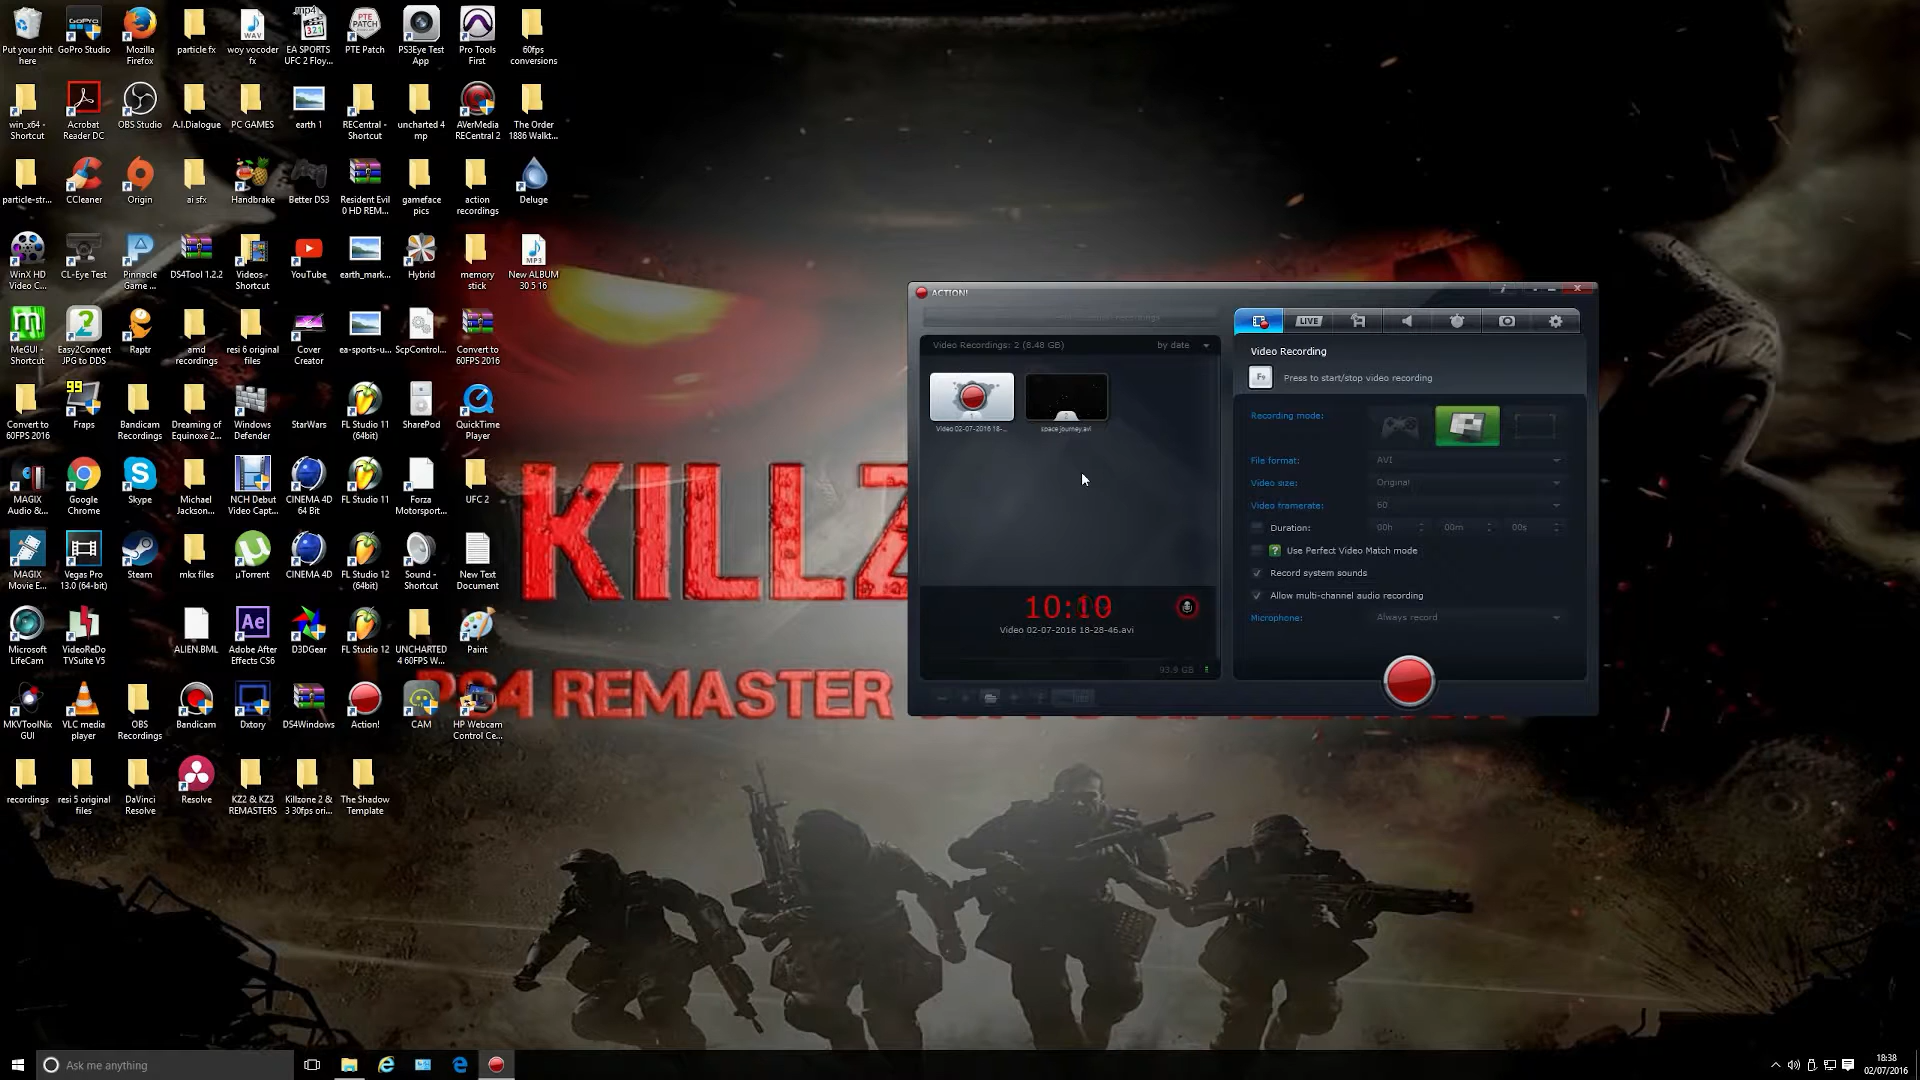 Put your shit here
GoPro Studio
Mozilla Firefox
particle fx
woy vocoder fx
EA SPORTS UFC 2 Floy...
PTE Patch
PS3Eye Test App
Pro Tools First
60fps conversions
win_x64 - Shortcut
Acrobat Reader DC
OBS Studio
A.I.Dialogue
PC GAMES
earth 1
RECentral - Shortcut
uncharted 4 mp
AVerMedia RECentral 2
The Order 1886 Walkt...
particle-str...
CCleaner
Origin
ai sfx
Handbrake
Better DS3
Resident Evil 0 HD REM...
gameface pics
action recordings
Deluge
WinX HD Video C...
CL-Eye Test
Pinnacle Game ...
DS4Tool 1.2.2
Videos - Shortcut
YouTube
earth_mark...
Hybrid
memory stick
New ALBUM 30 5 16
MeGUI - Shortcut
Easy2Convert JPG to DDS
Raptr
amd recordings
resi 6 original files
Cover Creator
ea-sports-u...
ScpControl...
Convert to 60FPS 2016
Convert to 60FPS 2016
Fraps
Bandicam Recordings
Dreaming of Equinoxe 2...
Windows Defender
StarWars
FL Studio 11 (64bit)
SharePod
QuickTime Player
MAGIX Audio &...
Google Chrome
Skype
Michael Jackson...
NCH Debut Video Capt...
CINEMA 4D 64 Bit
FL Studio 11
Forza Motorsport...
UFC 2
MAGIX Movie E...
Vegas Pro 13.0 (64-bit)
Steam
mkx files
µTorrent
CINEMA 4D
FL Studio 12 (64bit)
Sound - Shortcut
New Text Document
Microsoft LifeCam
VideoReDo TVSuite V5
ALIEN.BML
Adobe After Effects CS6
D3DGear
FL Studio 12
UNCHARTED 4 60FPS W...
Paint
MKVToolNix GUI
VLC media player
OBS Recordings
Bandicam
Dxtory
DS4Windows
Action!
CAM
HP Webcam Control Ce...
recordings
resi 5 original files
DaVinci Resolve
Resolve
KZ2 & KZ3 REMASTERS
Killzone 2 & 3 30fps ori...
The Shadow Template
KILLZ
PS4 REMASTER
ACTION!
Video Recordings: 2 (8.48 GB)
by date
Video 02-07-2016 18-...
space journey.avi
10:10
Video 02-07-2016 18-28-46.avi
93.9 GB
LIVE
Video Recording
F9
Press to start/stop video recording
Recording mode:
File format:
AVI
Video size:
Original
Video framerate:
60
Duration:
00h
00m
00s
? Use Perfect Video Match mode
Record system sounds
Allow multi-channel audio recording
Microphone:
Always record
Ask me anything
18:38
02/07/2016